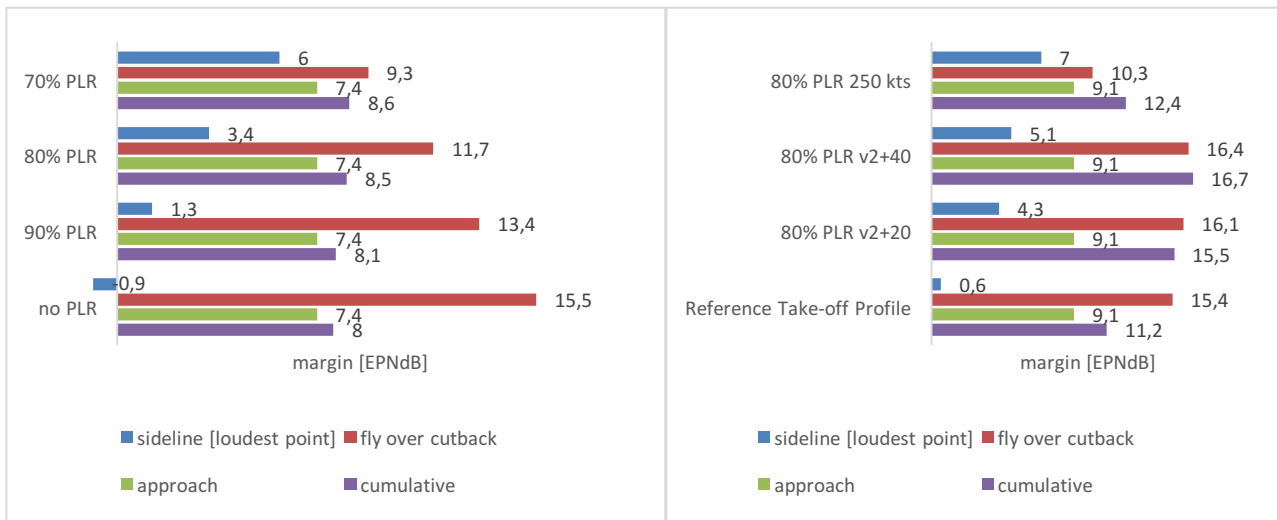 70% PLR
6
9,3
7,4
8,6
80% PLR
3,4
11,7
7,4
8,5
90% PLR
1,3
13,4
7,4
8,1
no PLR
-0,9
15,5
7,4
8
margin [EPNdB]
sideline [loudest point]
fly over cutback
approach
cumulative
80% PLR 250 kts
7
10,3
9,1
12,4
80% PLR v2+40
5,1
16,4
9,1
16,7
80% PLR v2+20
4,3
16,1
9,1
15,5
Reference Take-off Profile
0,6
15,4
9,1
11,2
margin [EPNdB]
sideline [loudest point]
fly over cutback
approach
cumulative